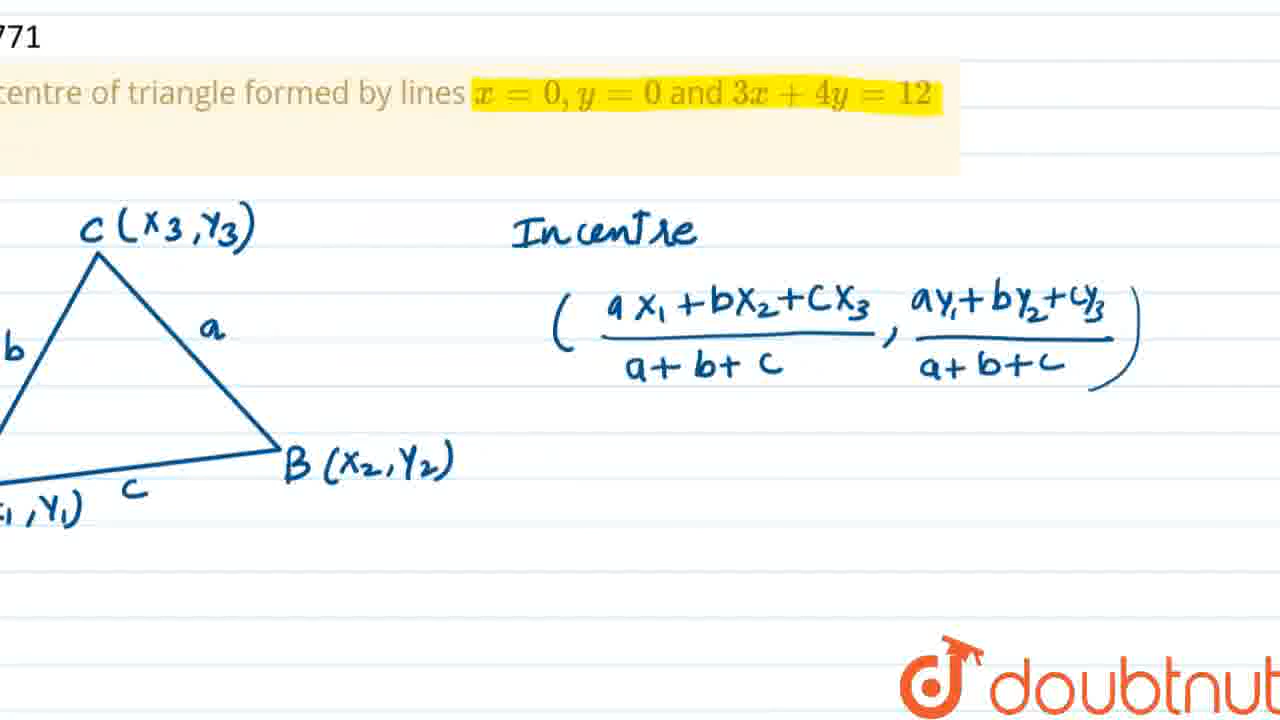 771
centre of triangle formed by lines x = 0, y = 0 and 3x + 4y = 12
C (x3, y3)
Incentre
b
a
( ax1+bx2+cx3 / a+b+c , ay1+by2+cy3 / a+b+c )
B (x2, y2)
c
1, y1)
doubtnut